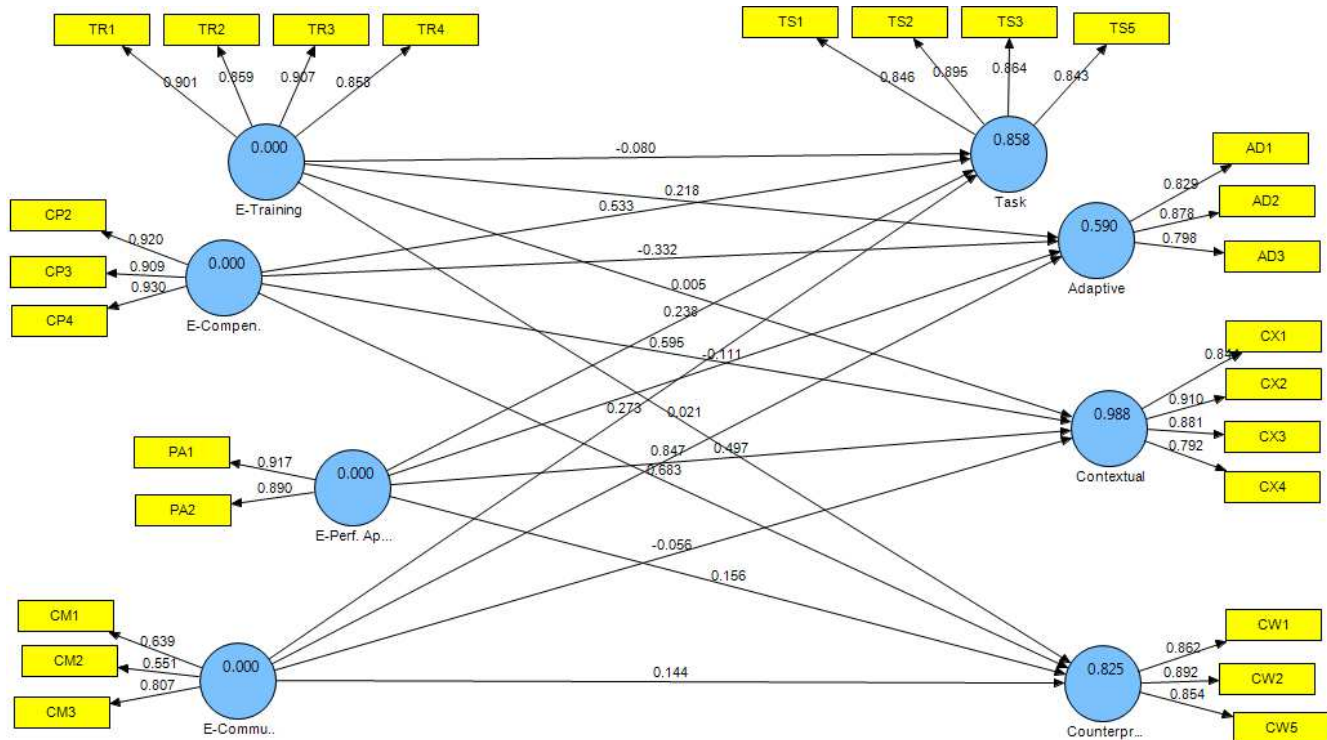 TR1
TR2
TR3
TR4
0.901
0.859
0.907
0.858
0.000
E-Training
TS1
TS2
TS3
TS5
0.846
0.895
0.864
0.843
0.858
Task
-0.080
0.218
0.533
AD1
AD2
AD3
0.829
0.878
0.798
0.590
Adaptive
CP2
CP3
CP4
0.920
0.909
0.930
0.000
E-Compen.
-0.332
0.005
0.238
0.595
-0.111
CX1
CX2
CX3
CX4
0.910
0.881
0.792
0.988
Contextual
0.273
0.021
0.847
0.497
0.683
PA1
PA2
0.917
0.890
0.000
E-Perf. Ap...
-0.056
0.156
CM1
CM2
CM3
0.639
0.551
0.807
0.000
E-Commu..
0.144
CW1
CW2
CW5
0.862
0.892
0.854
0.825
Counterpr...